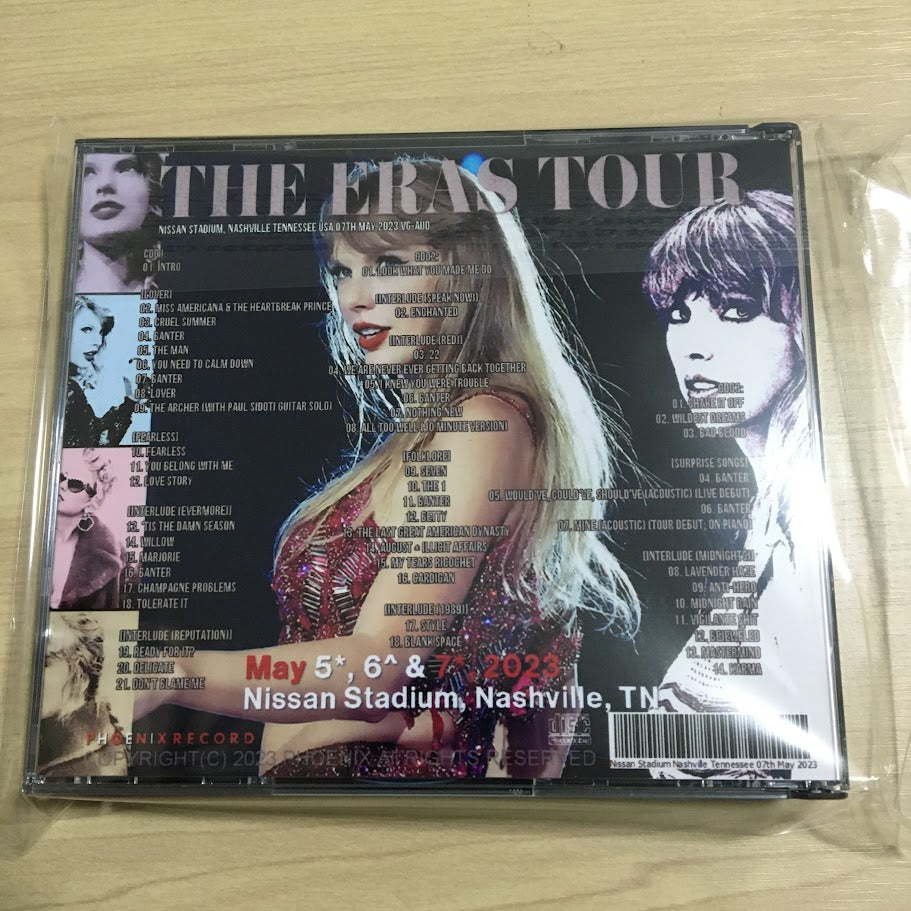 THE ERAS TOUR
NISSAN STADIUM, NASHVILLE TENNESSEE USA 07TH MAY 2023 VG-AUD
CD01:
01. INTRO
[LOVER]
02. MISS AMERICANA & THE HEARTBREAK PRINCE
03. CRUEL SUMMER
04. BANTER
05. THE MAN
06. YOU NEED TO CALM DOWN
07. BANTER
08. LOVER
09. THE ARCHER (WITH PAUL SIDOTI GUITAR SOLO)
[FEARLESS]
10. FEARLESS
11. YOU BELONG WITH ME
12. LOVE STORY
[INTERLUDE (EVERMORE)]
13. 'TIS THE DAMN SEASON
14. WILLOW
15. MARJORIE
16. BANTER
17. CHAMPAGNE PROBLEMS
18. TOLERATE IT
[INTERLUDE (REPUTATION)]
19. READY FOR IT?
20. DELICATE
21. DON'T BLAME ME
CD02:
01. LOOK WHAT YOU MADE ME DO
[INTERLUDE (SPEAK NOW)]
02. ENCHANTED
[INTERLUDE (RED)]
03. 22
04. WE ARE NEVER EVER GETTING BACK TOGETHER
05. I KNEW YOU WERE TROUBLE
06. BANTER
07. NOTHING NEW
08. ALL TOO WELL (10 MINUTE VERSION)
[FOLKLORE]
09. SEVEN
10. THE 1
11. BANTER
12. BETTY
13. THE LAST GREAT AMERICAN DYNASTY
14. AUGUST + ILLICIT AFFAIRS
15. MY TEARS RICOCHET
16. CARDIGAN
[INTERLUDE (1989)]
17. STYLE
18. BLANK SPACE
CD03:
01. SHAKE IT OFF
02. WILDEST DREAMS
03. BAD BLOOD
[SURPRISE SONGS]
04. BANTER
05. WOULD'VE, COULD'VE, SHOULD'VE (ACOUSTIC) (LIVE DEBUT)
06. BANTER
07. MINE (ACOUSTIC) (TOUR DEBUT; ON PIANO)
[INTERLUDE (MIDNIGHTS)]
08. LAVENDER HAZE
09. ANTI-HERO
10. MIDNIGHT RAIN
11. VIGILANTE SHIT
12. BEJEWELED
13. MASTERMIND
14. KARMA
May 5*, 6^ & 7*, 2023
Nissan Stadium, Nashville, TN
PHOENIXRECORD
COPYRIGHT(C) 2023 PHOENIX All RIGHTS RESERVED
Nissan Stadium Nashville Tennessee 07th May 2023